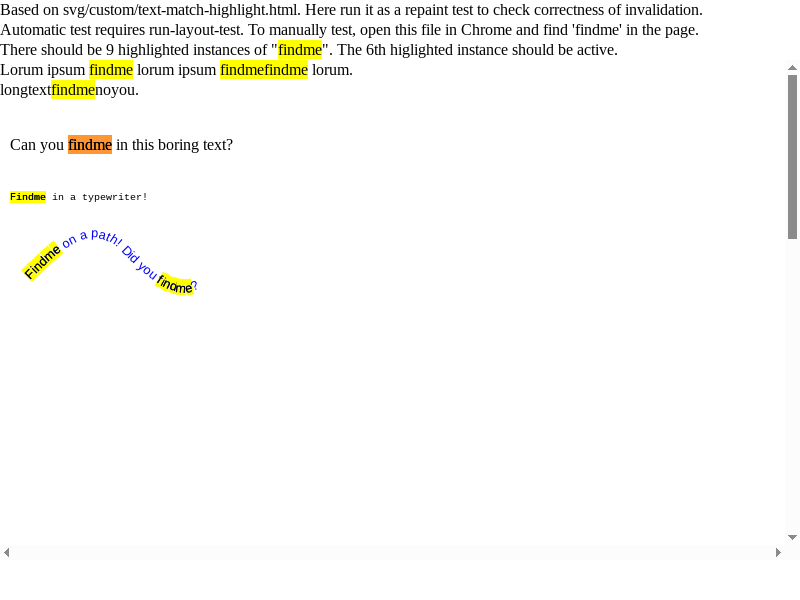 Based on svg/custom/text-match-highlight.html. Here run it as a repaint test to check correctness of invalidation.
Automatic test requires run-layout-test. To manually test, open this file in Chrome and find 'findme' in the page.
There should be 9 highlighted instances of "findme". The 6th higlighted instance should be active.
Lorum ipsum findme lorum ipsum findmefindme lorum.
longtextfindmenoyou.
Can you findme in this boring text?
Findme in a typewriter!
Findme on a path! Did you findme?